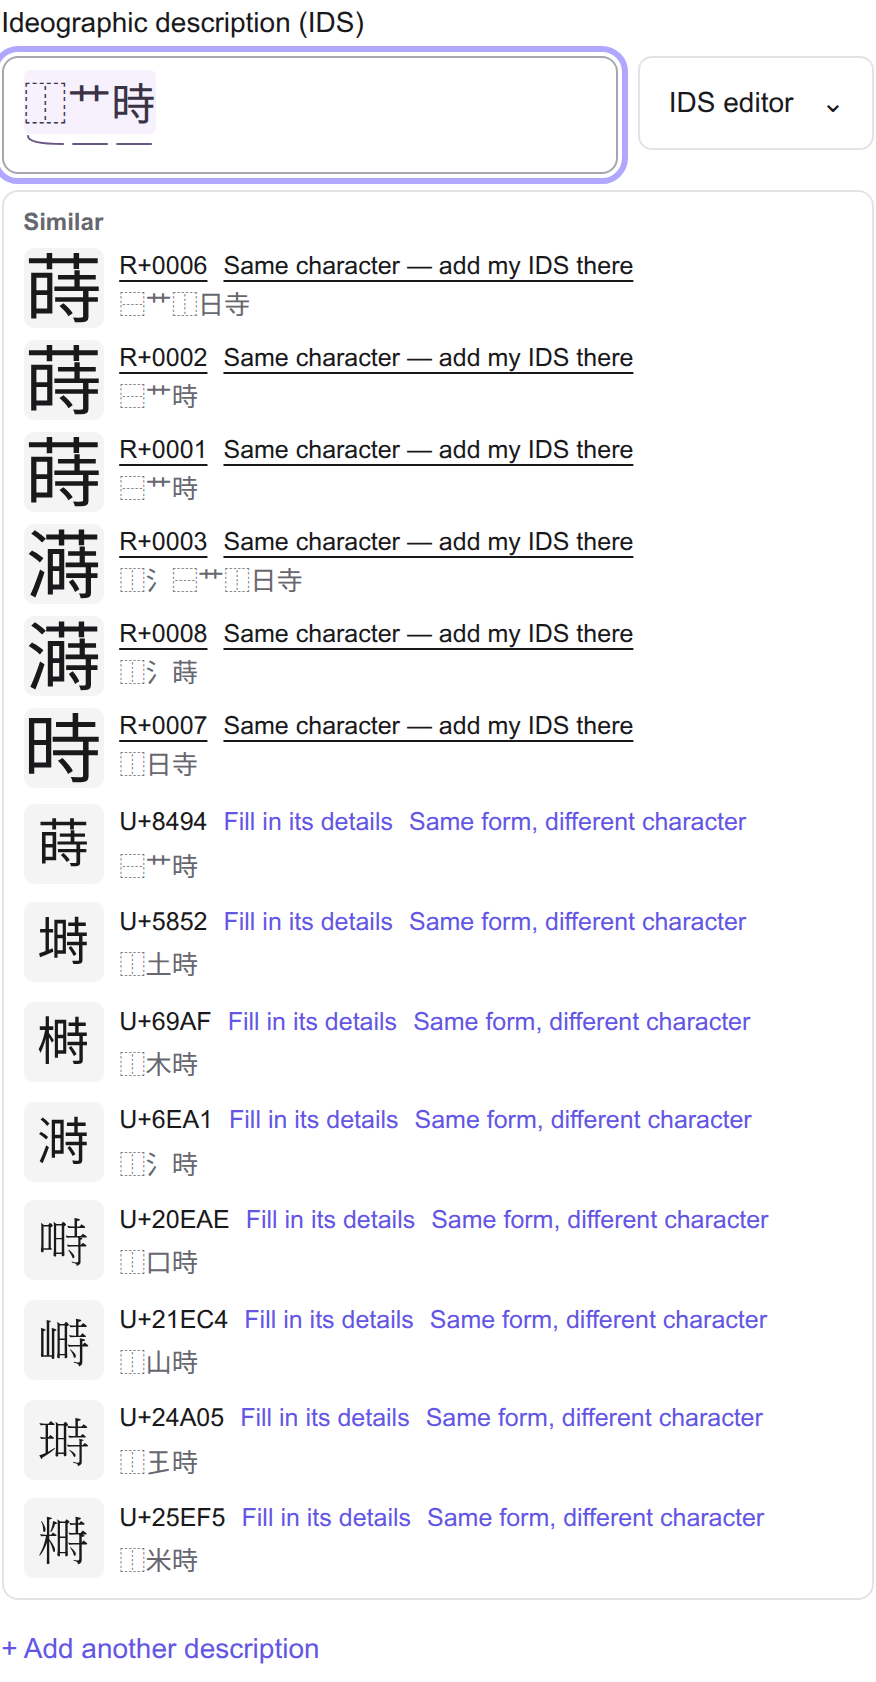 Ideographic description (IDS)
⿰艹時
IDS editor
Similar
蒔 R+0006 Same character — add my IDS there
⿱艹⿰日寺
蒔 R+0002 Same character — add my IDS there
⿱艹時
蒔 R+0001 Same character — add my IDS there
⿱艹時
R+0003 Same character — add my IDS there
⿰氵⿱艹⿰日寺
R+0008 Same character — add my IDS there
⿰氵蒔
時 R+0007 Same character — add my IDS there
⿰日寺
蒔 U+8494 Fill in its details Same form, different character
⿱艹時
塒 U+5852 Fill in its details Same form, different character
⿰土時
榯 U+69AF Fill in its details Same form, different character
⿰木時
溡 U+6EA1 Fill in its details Same form, different character
⿰氵時
𠺮 U+20EAE Fill in its details Same form, different character
⿰口時
𡻄 U+21EC4 Fill in its details Same form, different character
⿰山時
𤨅 U+24A05 Fill in its details Same form, different character
⿰王時
𥻵 U+25EF5 Fill in its details Same form, different character
⿰米時
+ Add another description